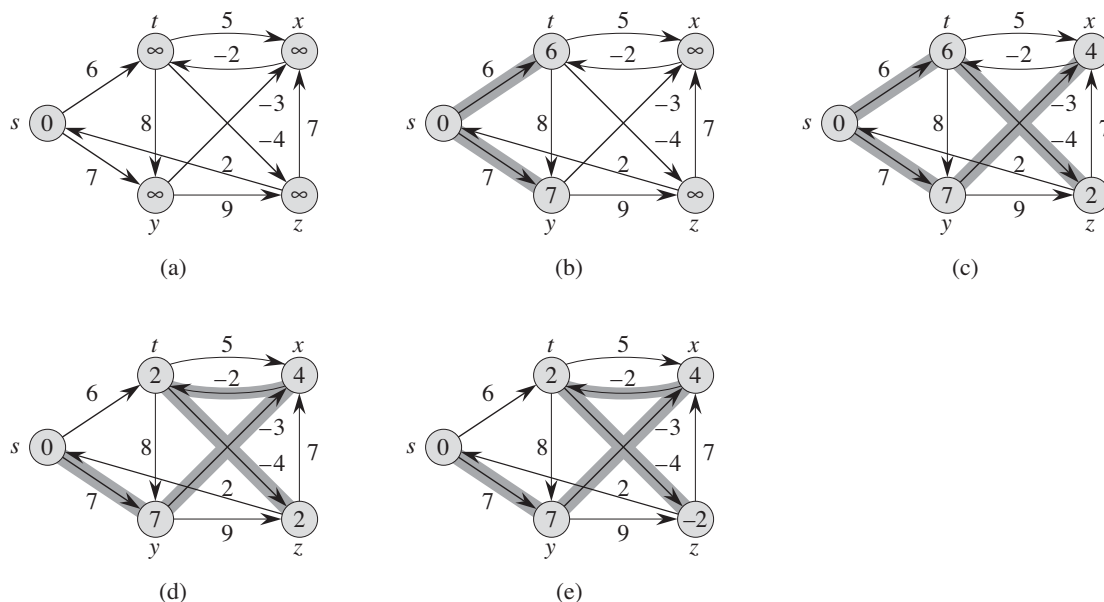 t 5 x
∞ –2 ∞
6
s 0 8 –3
–4 7
7 2
∞ 9 ∞
y z
(a)
t 5 x
6 –2 ∞
6
s 0 8 –3
–4 7
7 2
7 9 ∞
y z
(b)
t 5 x
6 –2 4
6
s 0 8 –3
–4 7
7 2
7 9 2
y z
(c)
t 5 x
2 –2 4
6
s 0 8 –3
–4 7
7 2
7 9 2
y z
(d)
t 5 x
2 –2 4
6
s 0 8 –3
–4 7
7 2
7 9 –2
y z
(e)